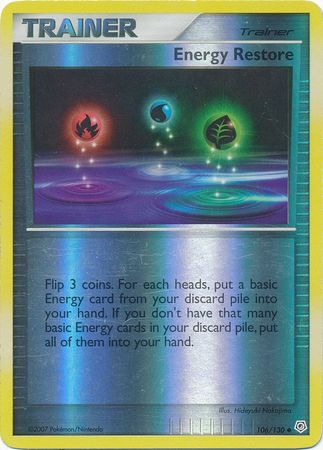 TRAINER
Trainer
Energy Restore
Flip 3 coins. For each heads, put a basic
Energy card from your discard pile into
your hand. If you don't have that many
basic Energy cards in your discard pile, put
all of them into your hand.
Illus. Hideyuki Nakajima
©2007 Pokémon/Nintendo
106/130